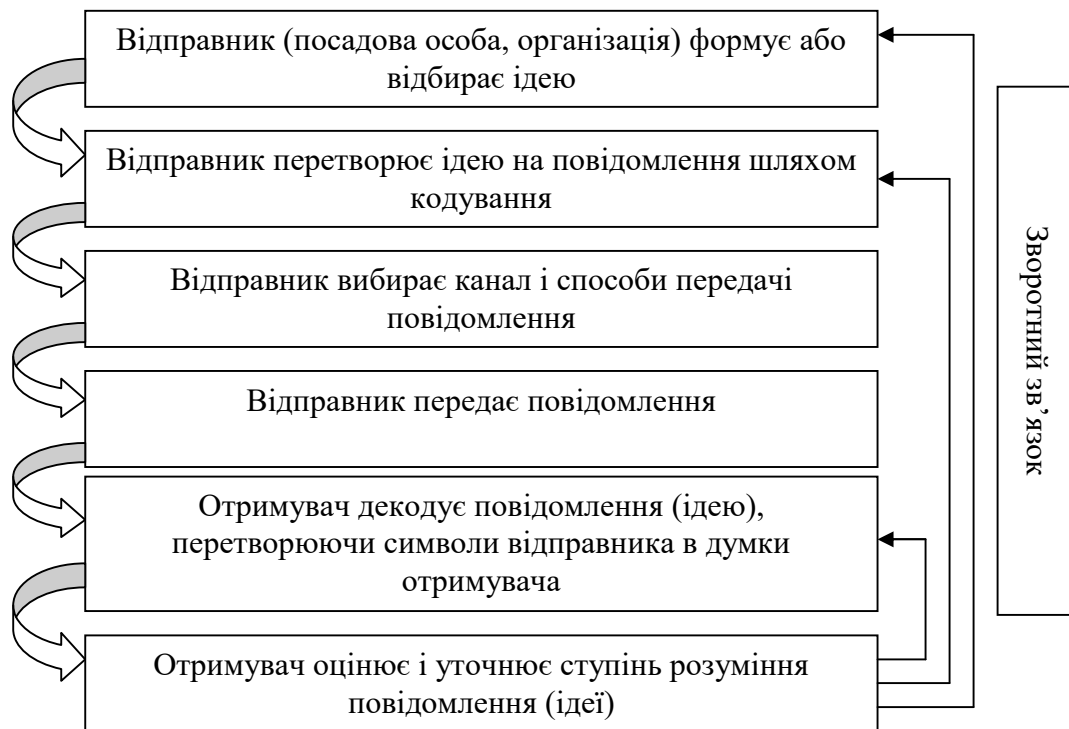 Відправник (посадова особа, організація) формує або
відбирає ідею
Відправник перетворює ідею на повідомлення шляхом
кодування
Відправник вибирає канал і способи передачі
повідомлення
Відправник передає повідомлення
Отримувач декодує повідомлення (ідею),
перетворюючи символи відправника в думки
отримувача
Отримувач оцінює і уточнює ступінь розуміння
повідомлення (ідеї)
Зворотний зв’язок